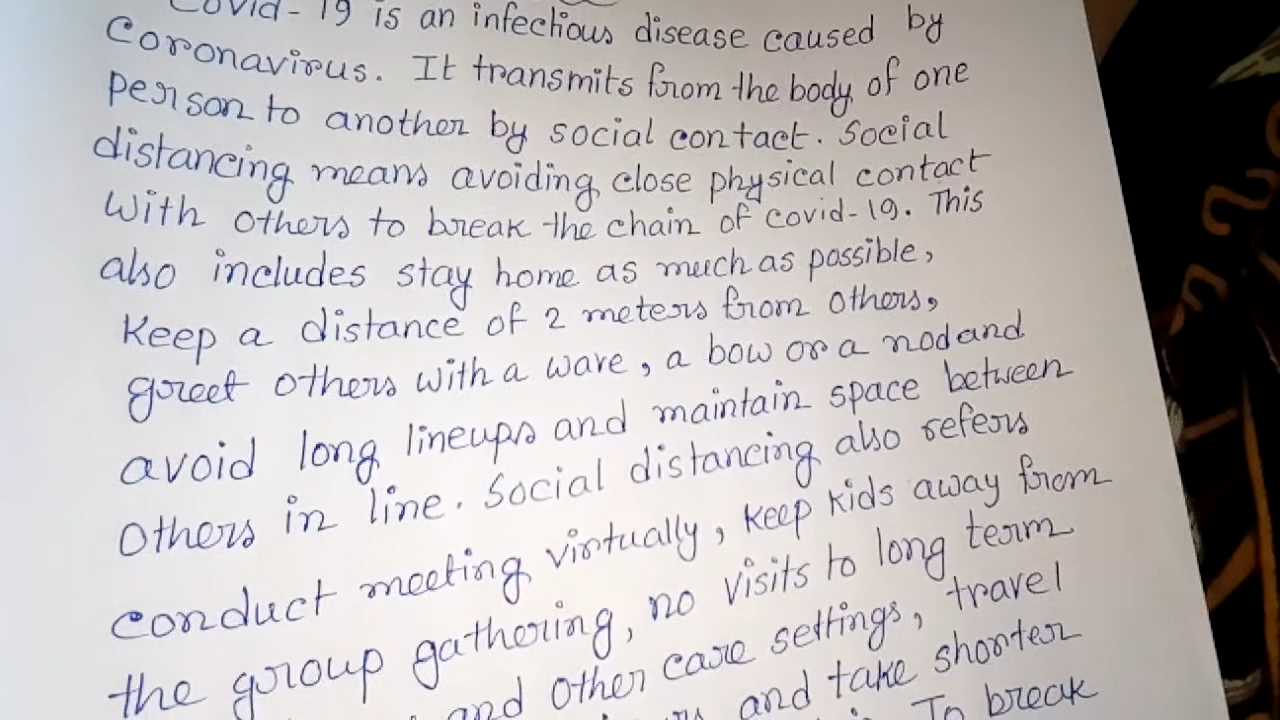 Covid-19 is an infectious disease caused by
Coronavirus. It transmits from the body of one
person to another by social contact. Social
distancing means avoiding close physical contact
With others to break the chain of covid-19. This
also includes stay home as much as possible,
Keep a distance of 2 meters from others,
greet others with a wave, a bow or a nod and
avoid long lineups and maintain space between
others in line. Social distancing also refers
conduct meeting virtually, keep kids away from
the group gathering, no visits to long term
and other care settings, travel
and take shorter
To break